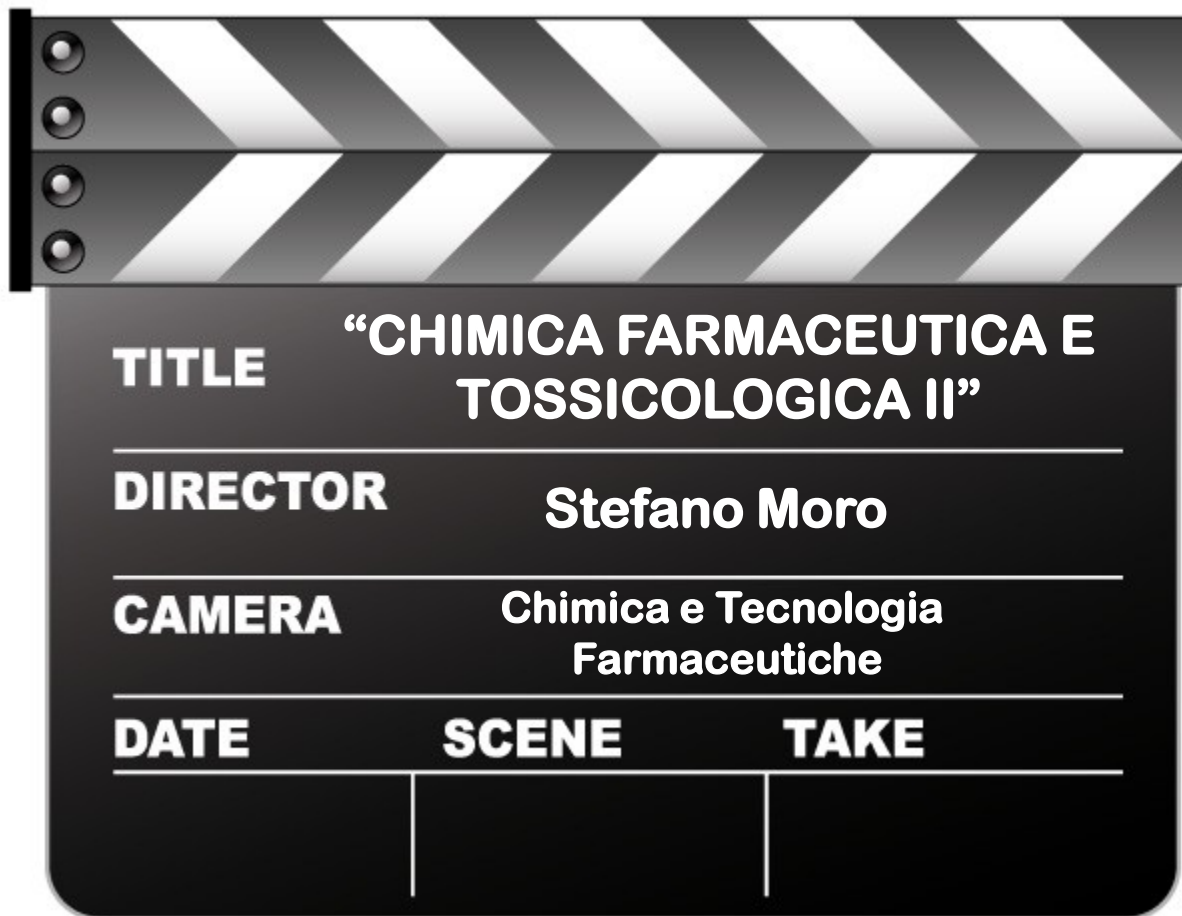 TITLE
“CHIMICA FARMACEUTICA E
TOSSICOLOGICA II”
DIRECTOR
Stefano Moro
CAMERA
Chimica e Tecnologia
Farmaceutiche
DATE SCENE TAKE